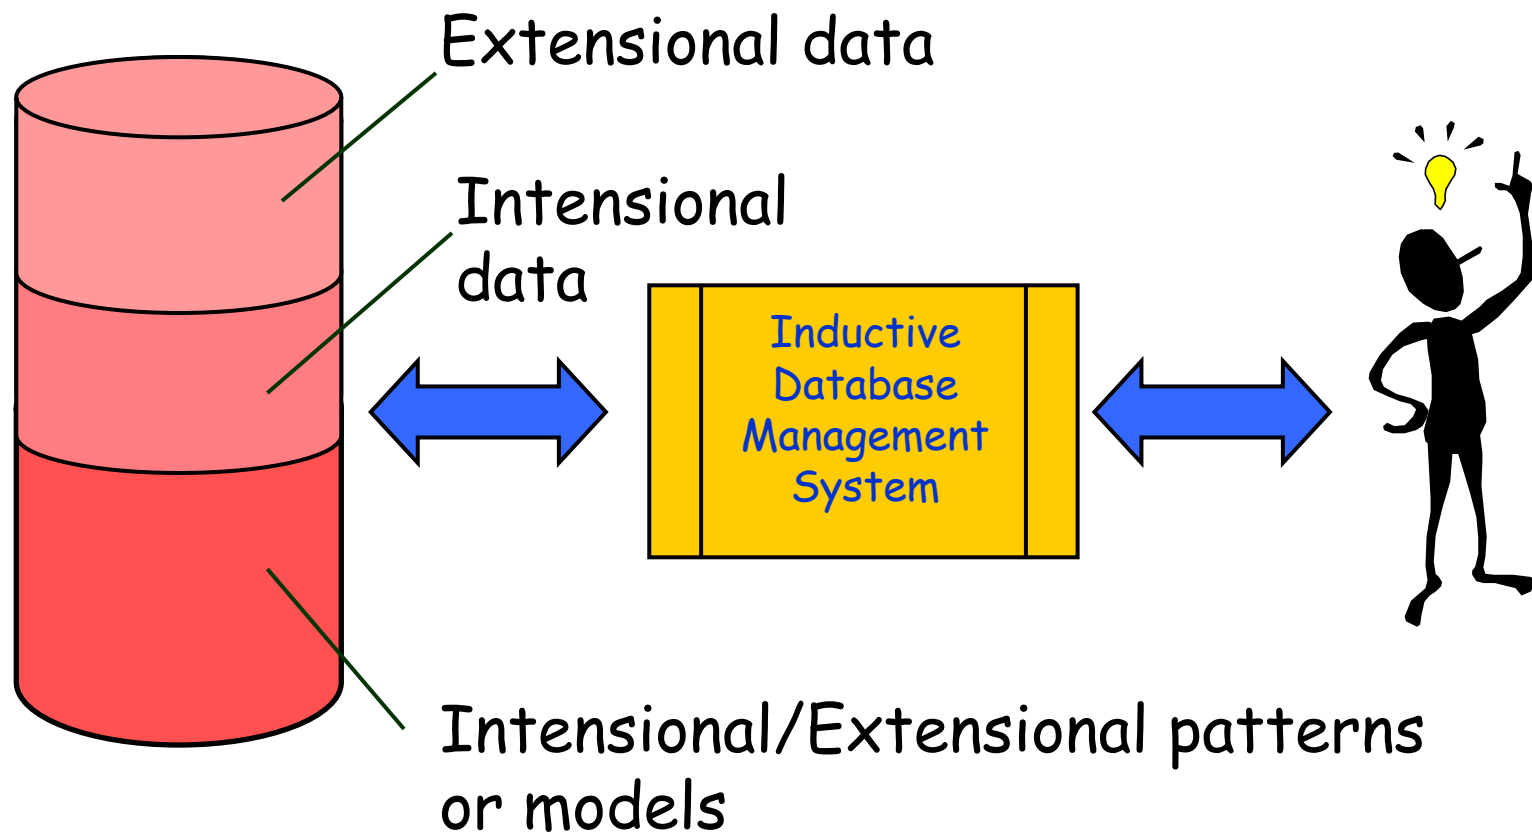 Extensional data
Intensional
data
Inductive
Database
Management
System
Intensional/Extensional patterns
or models